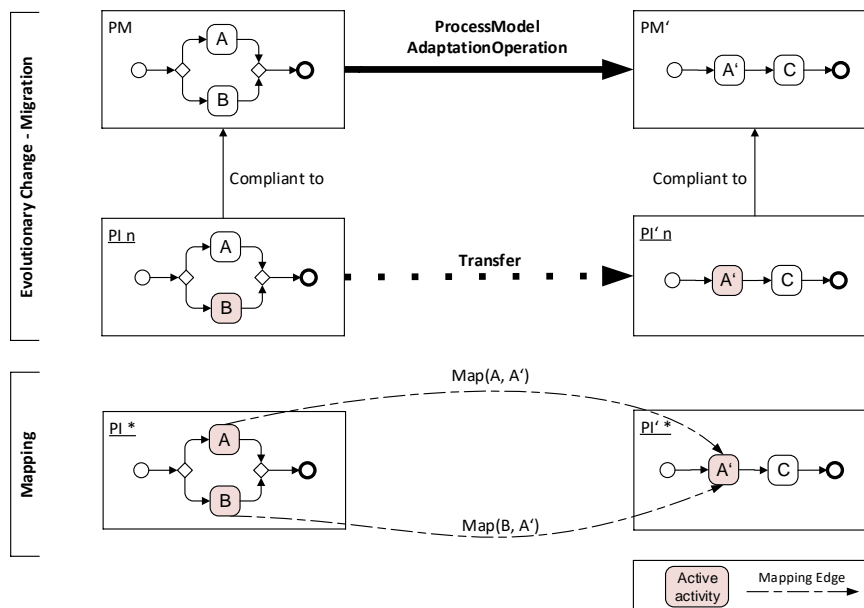 Evolutionary Change - Migration
PM
A
B
ProcessModel
AdaptationOperation
PM‘
A‘
C
Compliant to
Compliant to
PI n
A
B
Transfer
PI‘ n
A‘
C
Mapping
PI *
A
B
Map(A, A‘)
Map(B, A‘)
PI‘ *
A‘
C
Active
activity
Mapping Edge